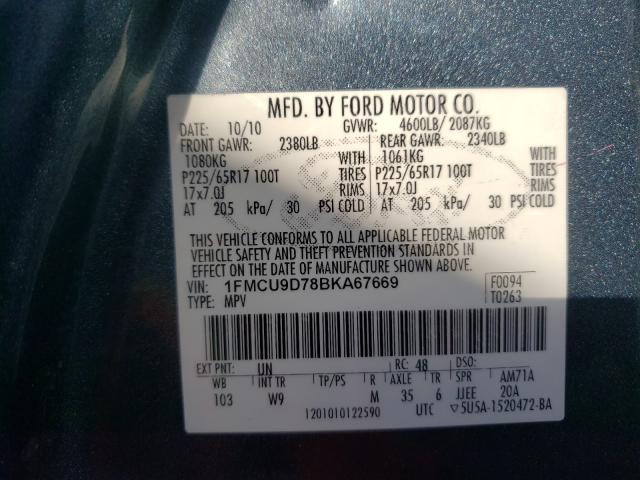 MFD. BY FORD MOTOR CO.
DATE: 10/10 GVWR: 4600LB/ 2087KG
FRONT GAWR: 2380LB REAR GAWR: 2340LB
1080KG WITH 1061KG WITH
P225/65R17 100T TIRES P225/65R17 100T TIRES
17x7.0J RIMS 17x7.0J RIMS
AT 205 kPa/ 30 PSI COLD AT 205 kPa/ 30 PSI COLD
THIS VEHICLE CONFORMS TO ALL APPLICABLE FEDERAL MOTOR
VEHICLE SAFETY AND THEFT PREVENTION STANDARDS IN
EFFECT ON THE DATE OF MANUFACTURE SHOWN ABOVE.
VIN: 1FMCU9D78BKA67669 F0094
TYPE: MPV T0263
EXT PNT: UN RC: 48 DSO:
WB INT TR TP/PS R AXLE TR SPR AM71A
103 W9 M 35 6 JJEE 20A
1201010122590 UTC ▽5U5A-1520472-BA